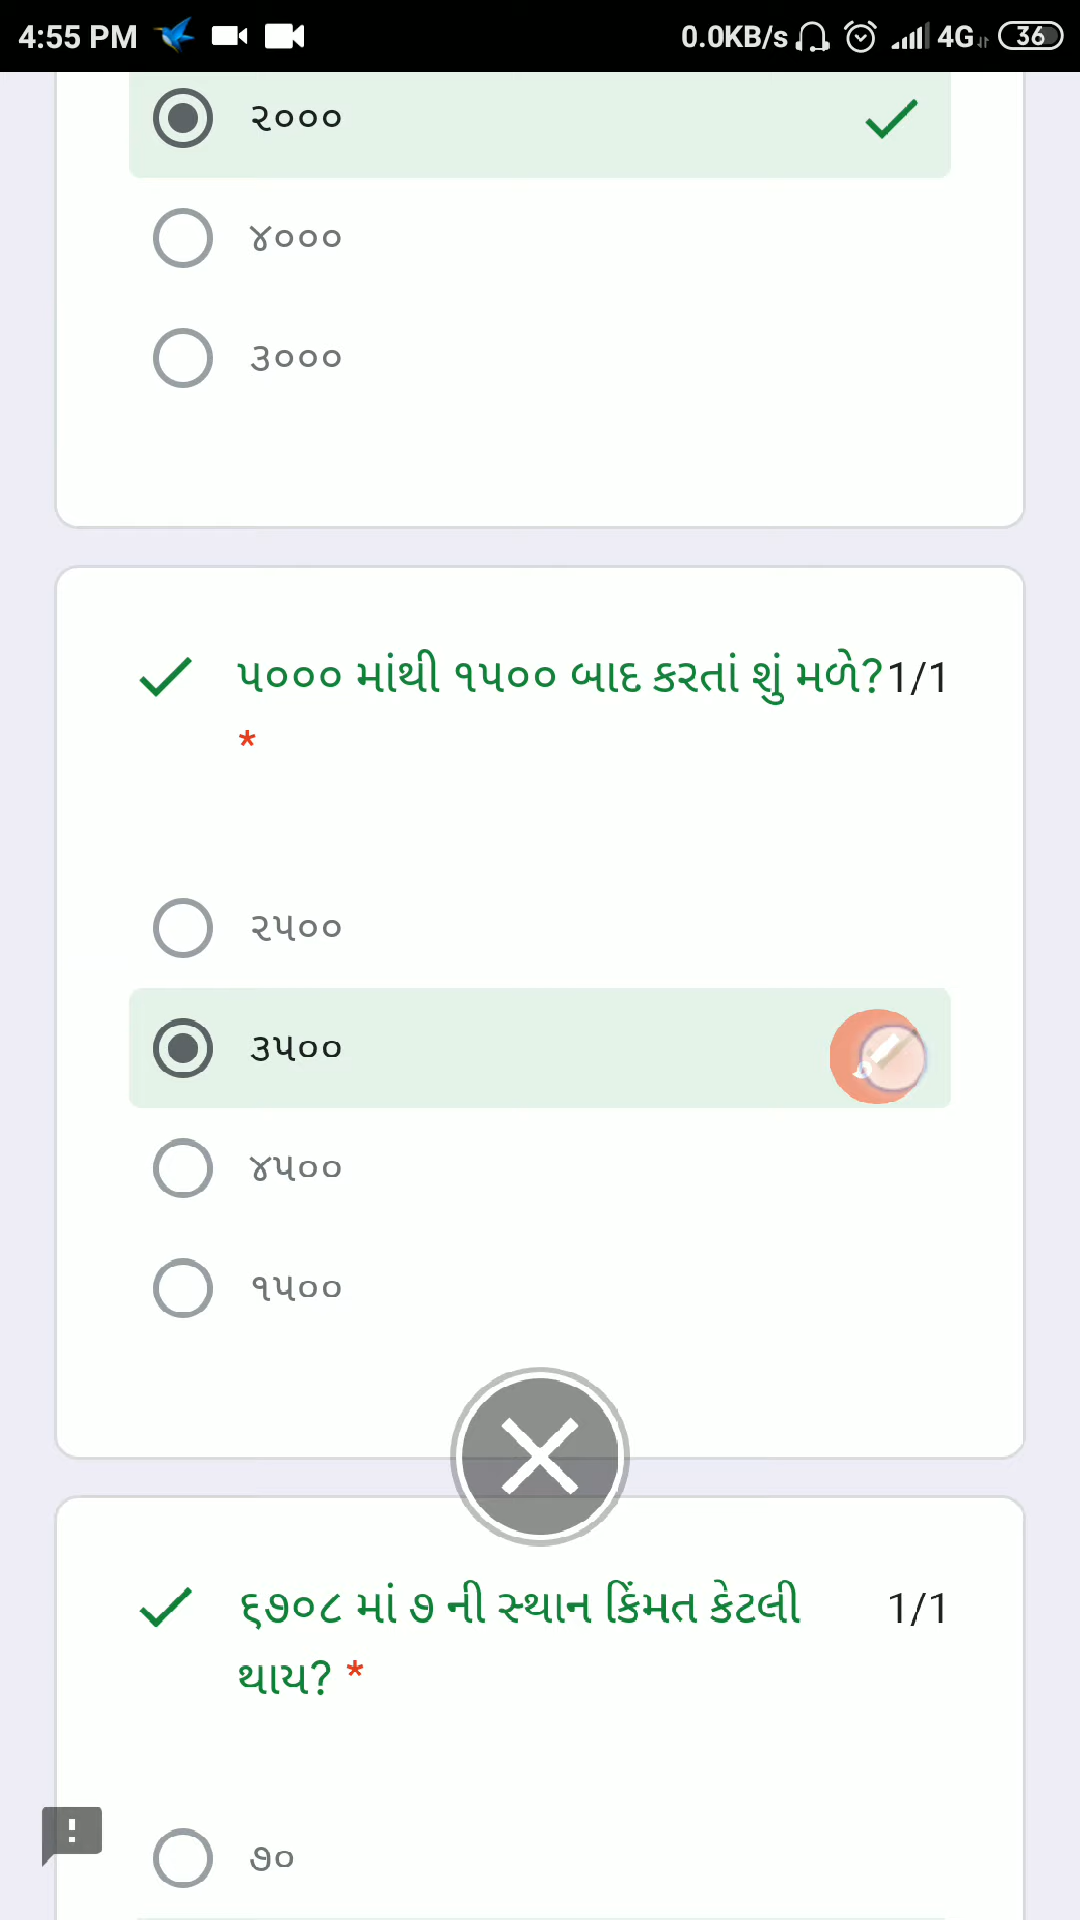 4:55 PM 0.0KB/s 4G 36
૨૦૦૦
૪૦૦૦
૩૦૦૦
૫૦૦૦ માંથી ૧૫૦૦ બાદ કરતાં શું મળે? 1/1
*
૨૫૦૦
૩૫૦૦
૪૫૦૦
૧૫૦૦
૬૭૦૮ માં ૭ ની સ્થાન કિંમત કેટલી 1/1
થાય? *
૭૦